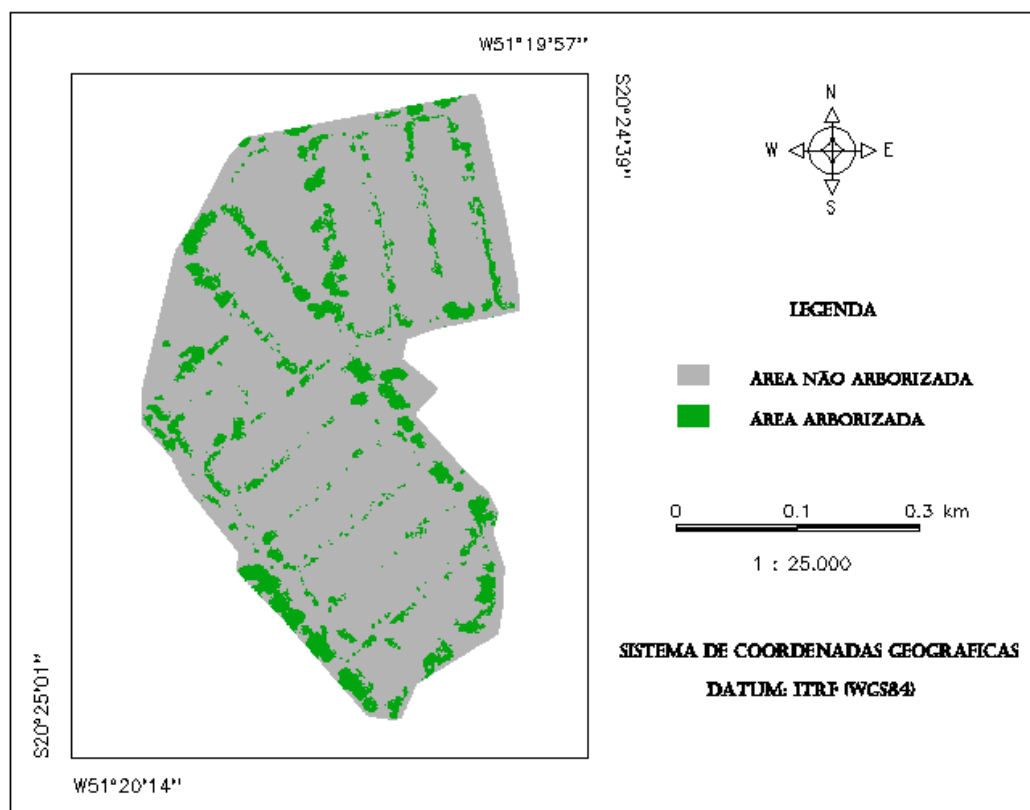 W51°19'57"
S20°24'39"
N
W E
S
LEGENDA
ÁREA NÃO ARBORIZADA
ÁREA ARBORIZADA
0 0.1 0.3 km
1 : 25.000
SISTEMA DE COORDENADAS GEOGRAFICAS
DATUM: ITRF (WGS84)
S20°25'01"
W51°20'14"